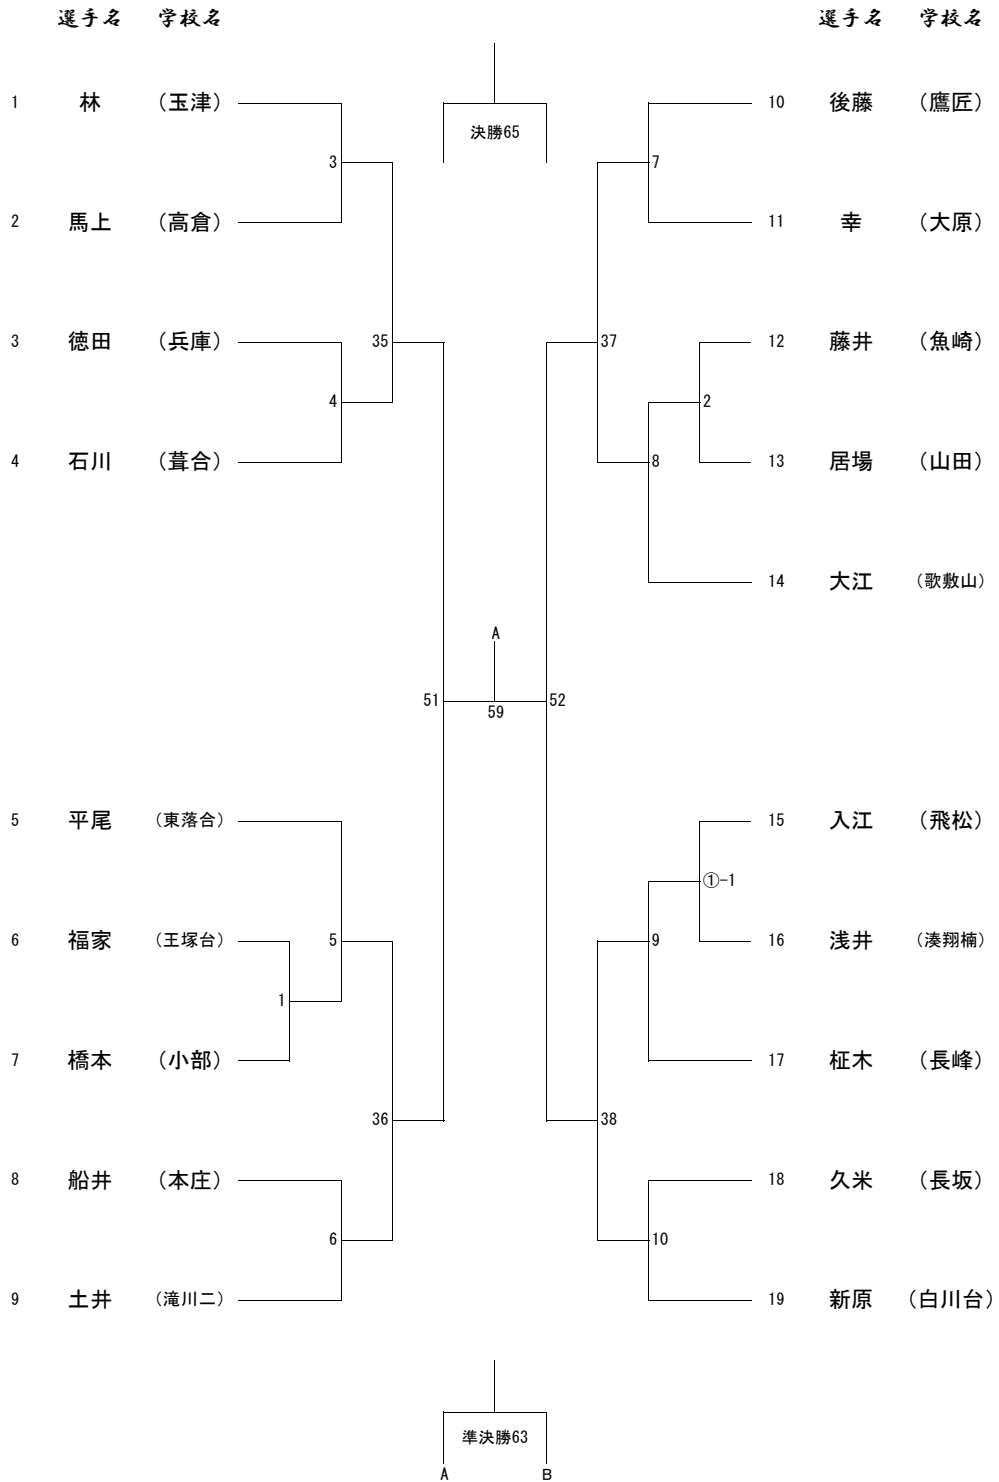 選手名 学校名 選手名 学校名
1 林 (玉津) 10 後藤 (鷹匠)
決勝65
3 7
2 馬上 (高倉) 11 幸 (大原)
3 徳田 (兵庫) 35 37 12 藤井 (魚崎)
4 2
4 石川 (葺合) 8 13 居場 (山田)
14 大江 (歌敷山)
A
51 52
59
5 平尾 (東落合) 15 入江 (飛松)
①-1
6 福家 (王塚台) 5 9 16 浅井 (湊翔楠)
1
7 橋本 (小部) 17 柾木 (長峰)
36 38
8 船井 (本庄) 18 久米 (長坂)
6 10
9 土井 (滝川二) 19 新原 (白川台)
準決勝63
A B